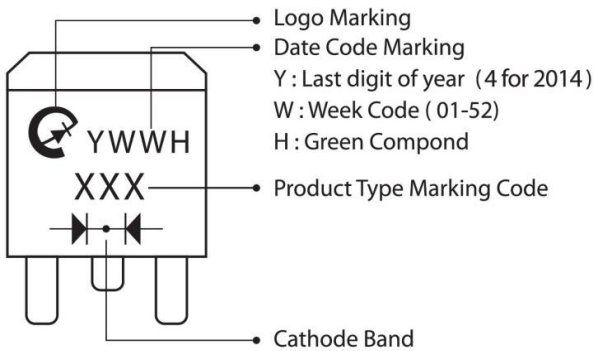 Logo Marking
Date Code Marking
Y : Last digit of year ( 4 for 2014 )
W : Week Code ( 01-52)
H : Green Compond
YWWH
XXX
Product Type Marking Code
Cathode Band